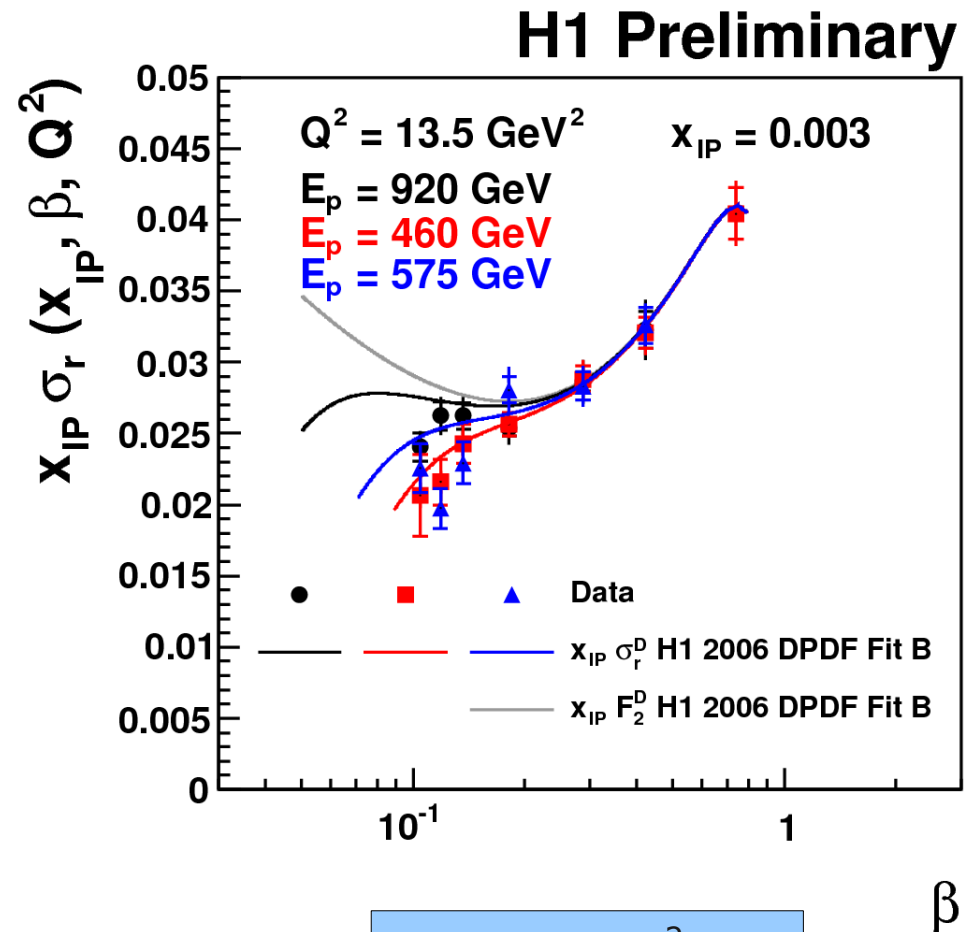 H1 Preliminary
x_IP σ_r (x_IP, β, Q²)
0.05
0.045
0.04
0.035
0.03
0.025
0.02
0.015
0.01
0.005
0
Q² = 13.5 GeV²
x_IP = 0.003
E_p = 920 GeV
E_p = 460 GeV
E_p = 575 GeV
Data
x_IP σ_r^D H1 2006 DPDF Fit B
x_IP F_2^D H1 2006 DPDF Fit B
10⁻¹
1
β